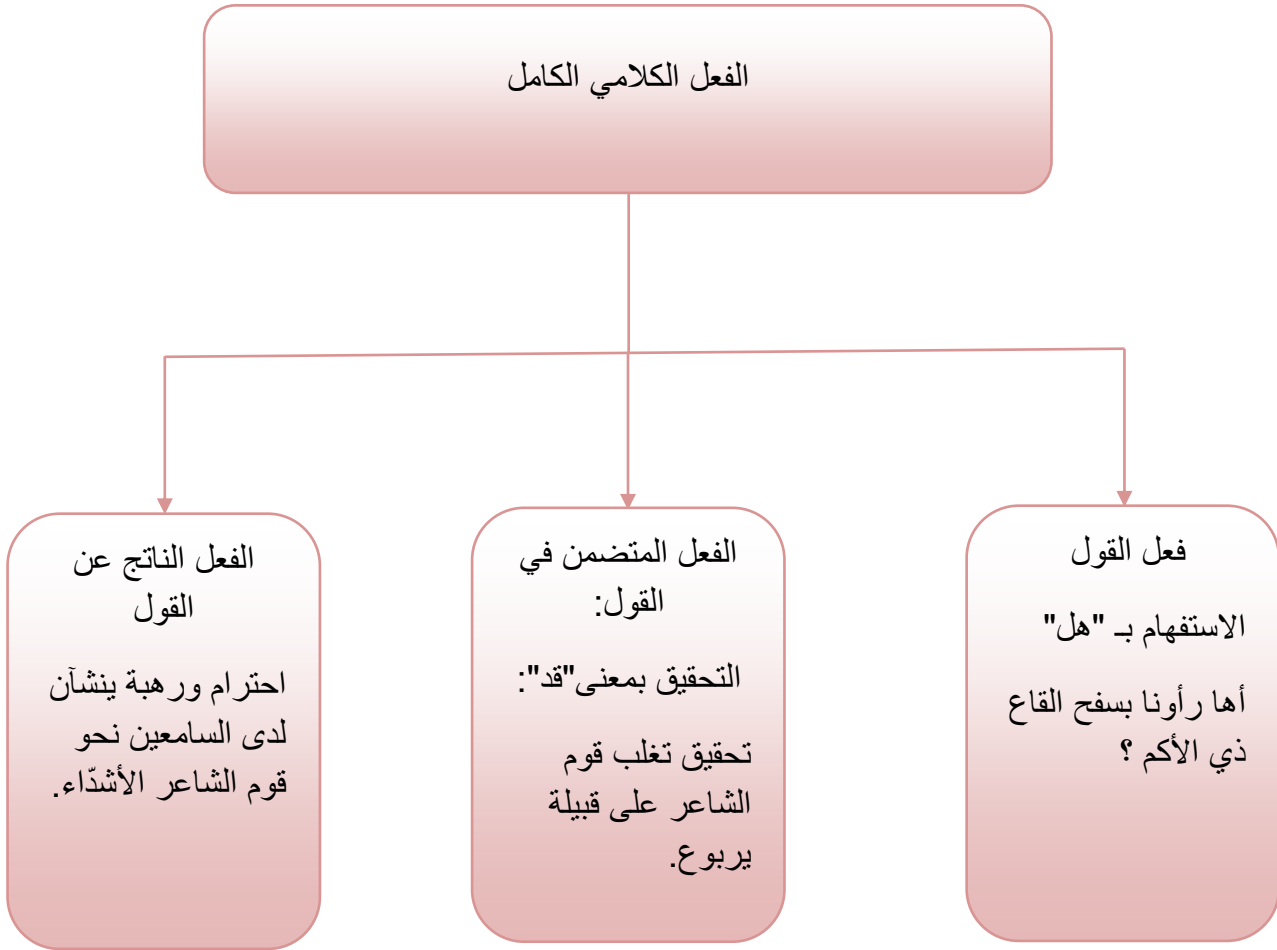 الفعل الكلامي الكامل
فعل القول
الاستفهام بـ "هل"
أها رأونا بسفح القاع
ذي الأكم ؟
الفعل المتضمن في
القول:
التحقيق بمعنى"قد":
تحقيق تغلب قوم
الشاعر على قبيلة
يربوع.
الفعل الناتج عن
القول
احترام ورهبة ينشآن
لدى السامعين نحو
قوم الشاعر الأشدّاء.